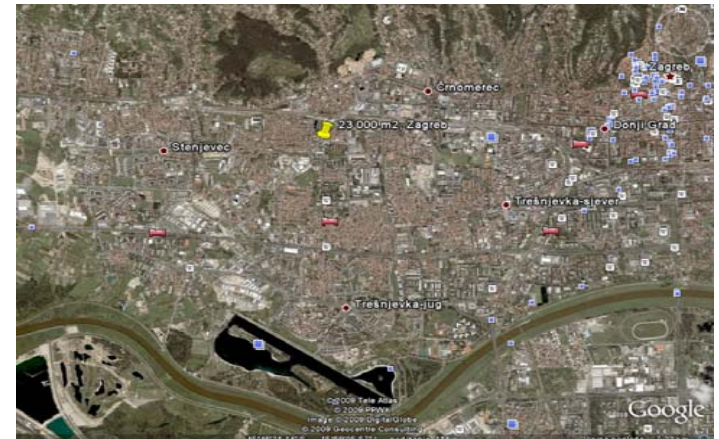 Zagreb
Črnomerec
23 000 m2, Zagreb
Donji Grad
Stenjevec
Trešnjevka-sjever
Trešnjevka-jug
© 2009 Tele Atlas
© 2009 PPWK
Image © 2009 DigitalGlobe
© 2009 Geocentre Consulting
Google